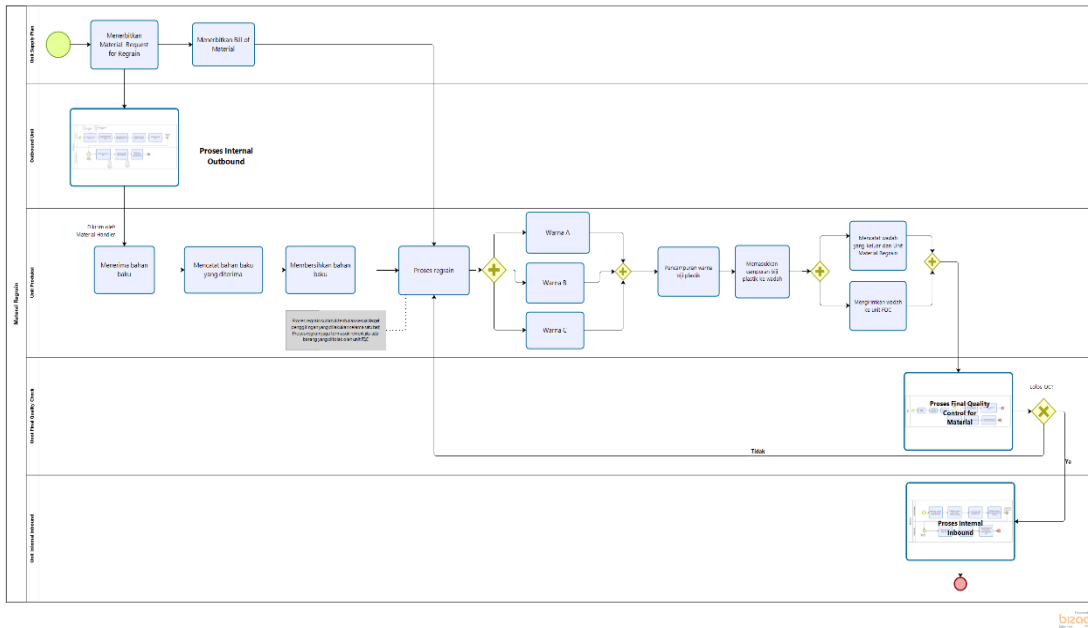 Material Regrain
Unit Supply Plan
Menerbitkan
Material Request
for Regrain
Menerbitkan Bill of
Material
Outbound Unit
Proses Internal
Outbound
Unit Produksi
Dikirim oleh
Material Handler
Menerima bahan
baku
Mencatat bahan baku
yang diterima
Membersihkan bahan
baku
Proses regrain
Warna A
Warna B
Warna C
Pencampuran warna
biji plastik
Memasukkan
campuran biji
plastik ke wadah
Mencatat wadah
yang keluar dari Unit
Material Regrain
Mengirimkan wadah
ke unit FQC
Unit Final Quality Check
Proses Final Quality
Control for
Material
Lolos QC?
Tidak
Ya
Unit Internal Inbound
Proses Internal
Inbound
Powered
bizag